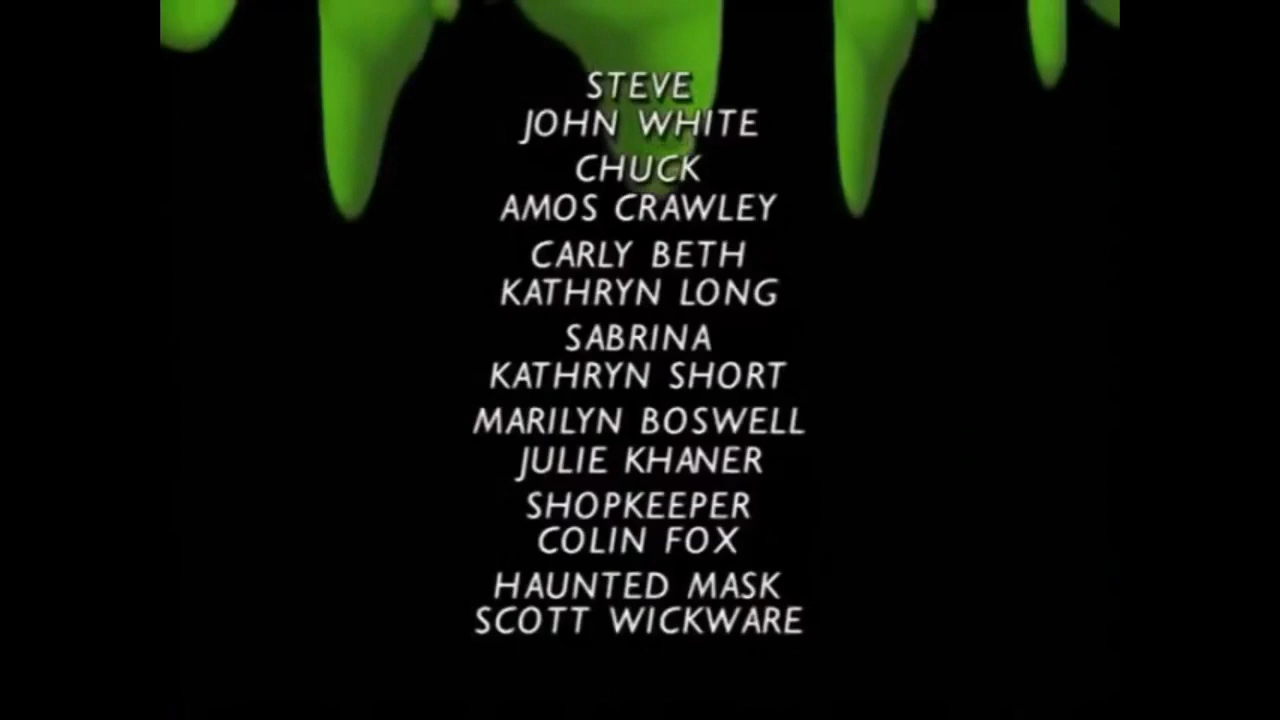 STEVE
JOHN WHITE
CHUCK
AMOS CRAWLEY
CARLY BETH
KATHRYN LONG
SABRINA
KATHRYN SHORT
MARILYN BOSWELL
JULIE KHANER
SHOPKEEPER
COLIN FOX
HAUNTED MASK
SCOTT WICKWARE